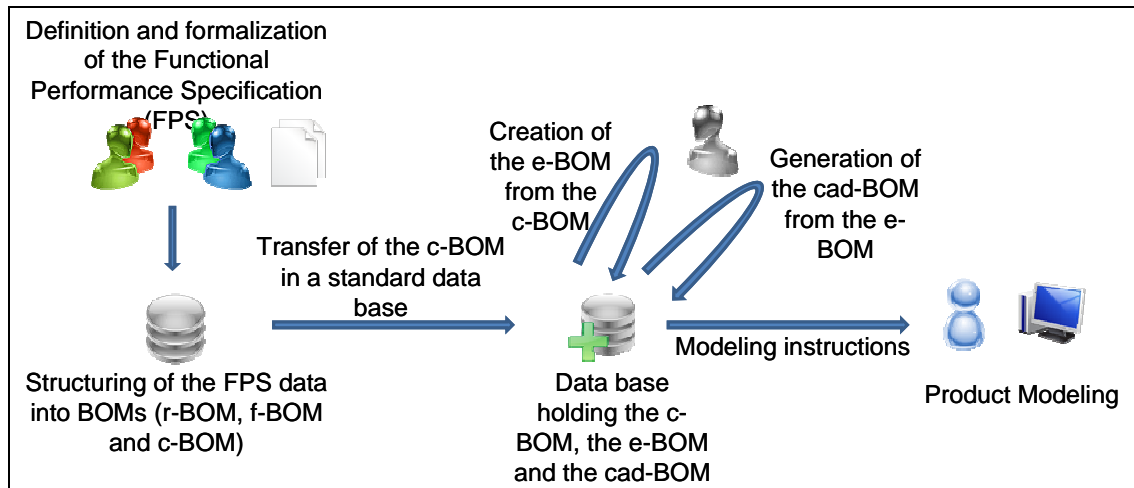 Definition and formalization
of the Functional
Performance Specification
(FPS)
Creation of
the e-BOM
from the
c-BOM
Generation of
the cad-BOM
from the e-
BOM
Transfer of the c-BOM
in a standard data
base
Modeling instructions
Structuring of the FPS data
into BOMs (r-BOM, f-BOM
and c-BOM)
Data base
holding the c-
BOM, the e-BOM
and the cad-BOM
Product Modeling